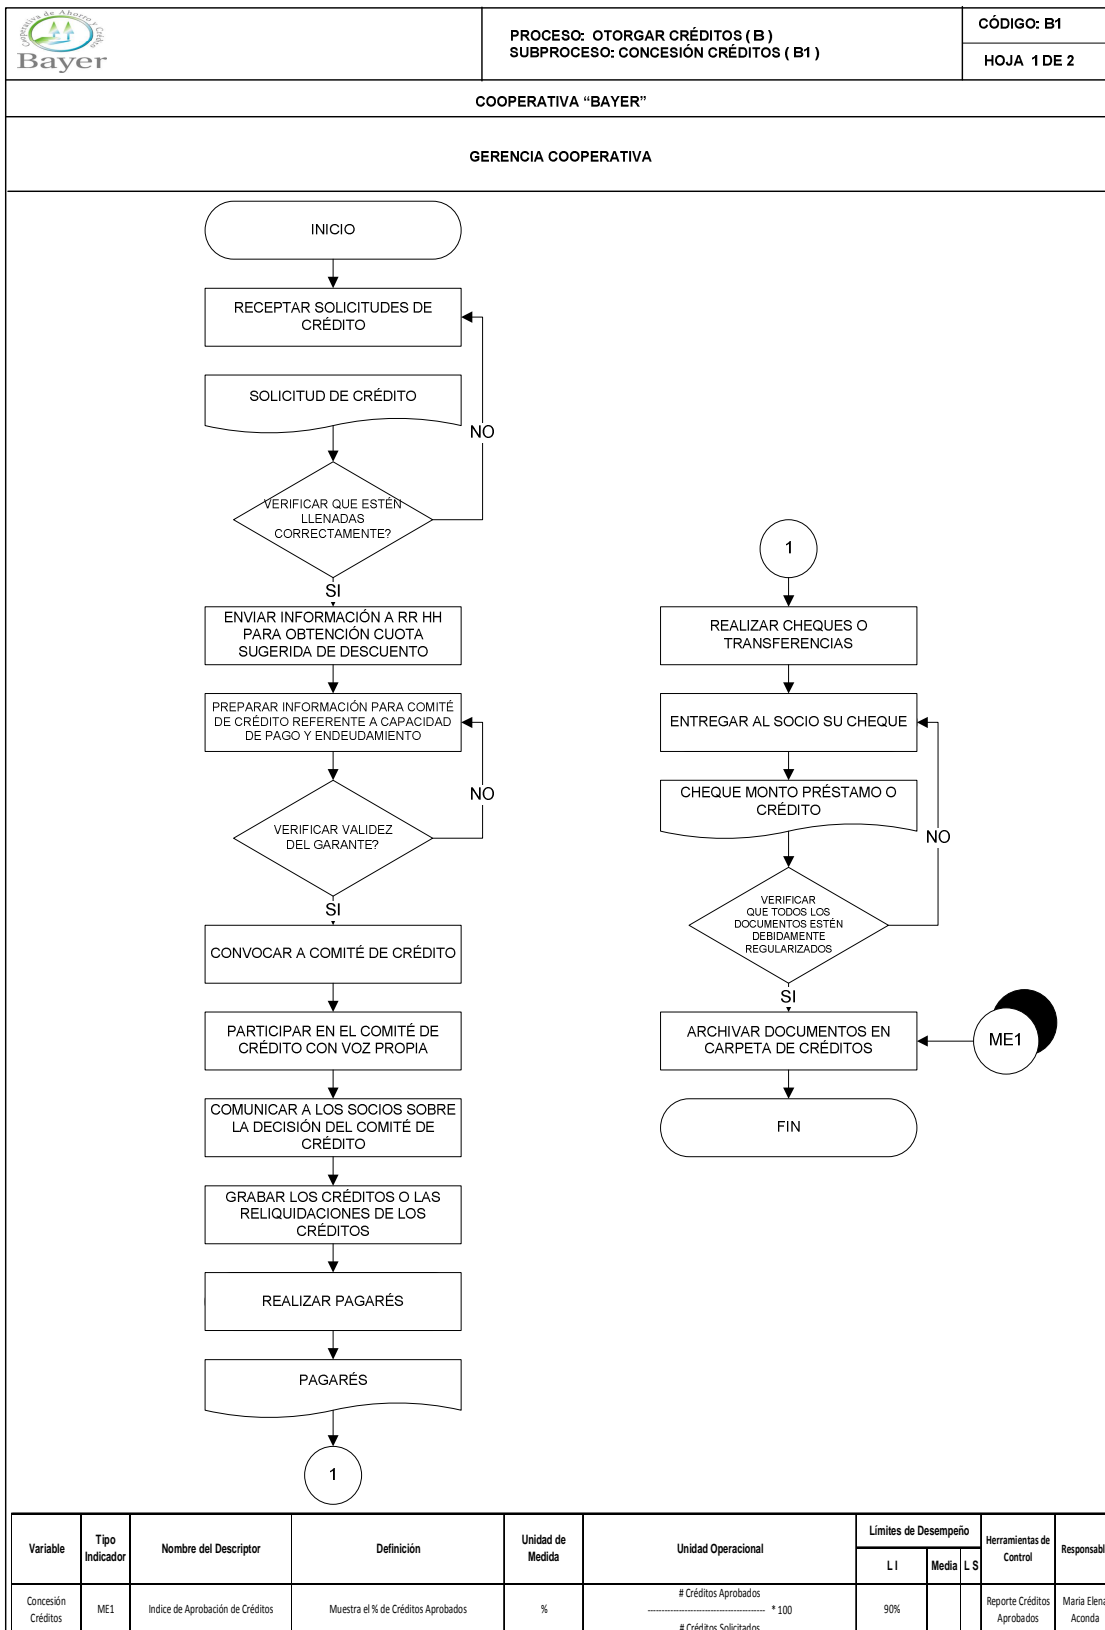 Cooperativa de Ahorro y Crédito
Bayer
PROCESO: OTORGAR CRÉDITOS ( B )
SUBPROCESO: CONCESIÓN CRÉDITOS ( B1 )
CÓDIGO: B1
HOJA 1 DE 2
COOPERATIVA “BAYER”
GERENCIA COOPERATIVA
INICIO
RECEPTAR SOLICITUDES DE
CRÉDITO
SOLICITUD DE CRÉDITO
NO
VERIFICAR QUE ESTÉN
LLENADAS
CORRECTAMENTE?
SI
ENVIAR INFORMACIÓN A RR HH
PARA OBTENCIÓN CUOTA
SUGERIDA DE DESCUENTO
PREPARAR INFORMACIÓN PARA COMITÉ
DE CRÉDITO REFERENTE A CAPACIDAD
DE PAGO Y ENDEUDAMIENTO
NO
VERIFICAR VALIDEZ
DEL GARANTE?
SI
CONVOCAR A COMITÉ DE CRÉDITO
PARTICIPAR EN EL COMITÉ DE
CRÉDITO CON VOZ PROPIA
COMUNICAR A LOS SOCIOS SOBRE
LA DECISIÓN DEL COMITÉ DE
CRÉDITO
GRABAR LOS CRÉDITOS O LAS
RELIQUIDACIONES DE LOS
CRÉDITOS
REALIZAR PAGARÉS
PAGARÉS
1
1
REALIZAR CHEQUES O
TRANSFERENCIAS
ENTREGAR AL SOCIO SU CHEQUE
CHEQUE MONTO PRÉSTAMO O
CRÉDITO
NO
VERIFICAR
QUE TODOS LOS
DOCUMENTOS ESTÉN
DEBIDAMENTE
REGULARIZADOS
SI
ARCHIVAR DOCUMENTOS EN
CARPETA DE CRÉDITOS
ME1
FIN
Variable
Tipo
Indicador
Nombre del Descriptor
Definición
Unidad de
Medida
Unidad Operacional
Límites de Desempeño
L I
Media
L S
Herramientas de
Control
Responsabl
Concesión
Créditos
ME1
Indice de Aprobación de Créditos
Muestra el % de Créditos Aprobados
%
# Créditos Aprobados
----------------------------------------- * 100
# Créditos Solicitados
90%
Reporte Créditos
Aprobados
Maria Elena
Aconda